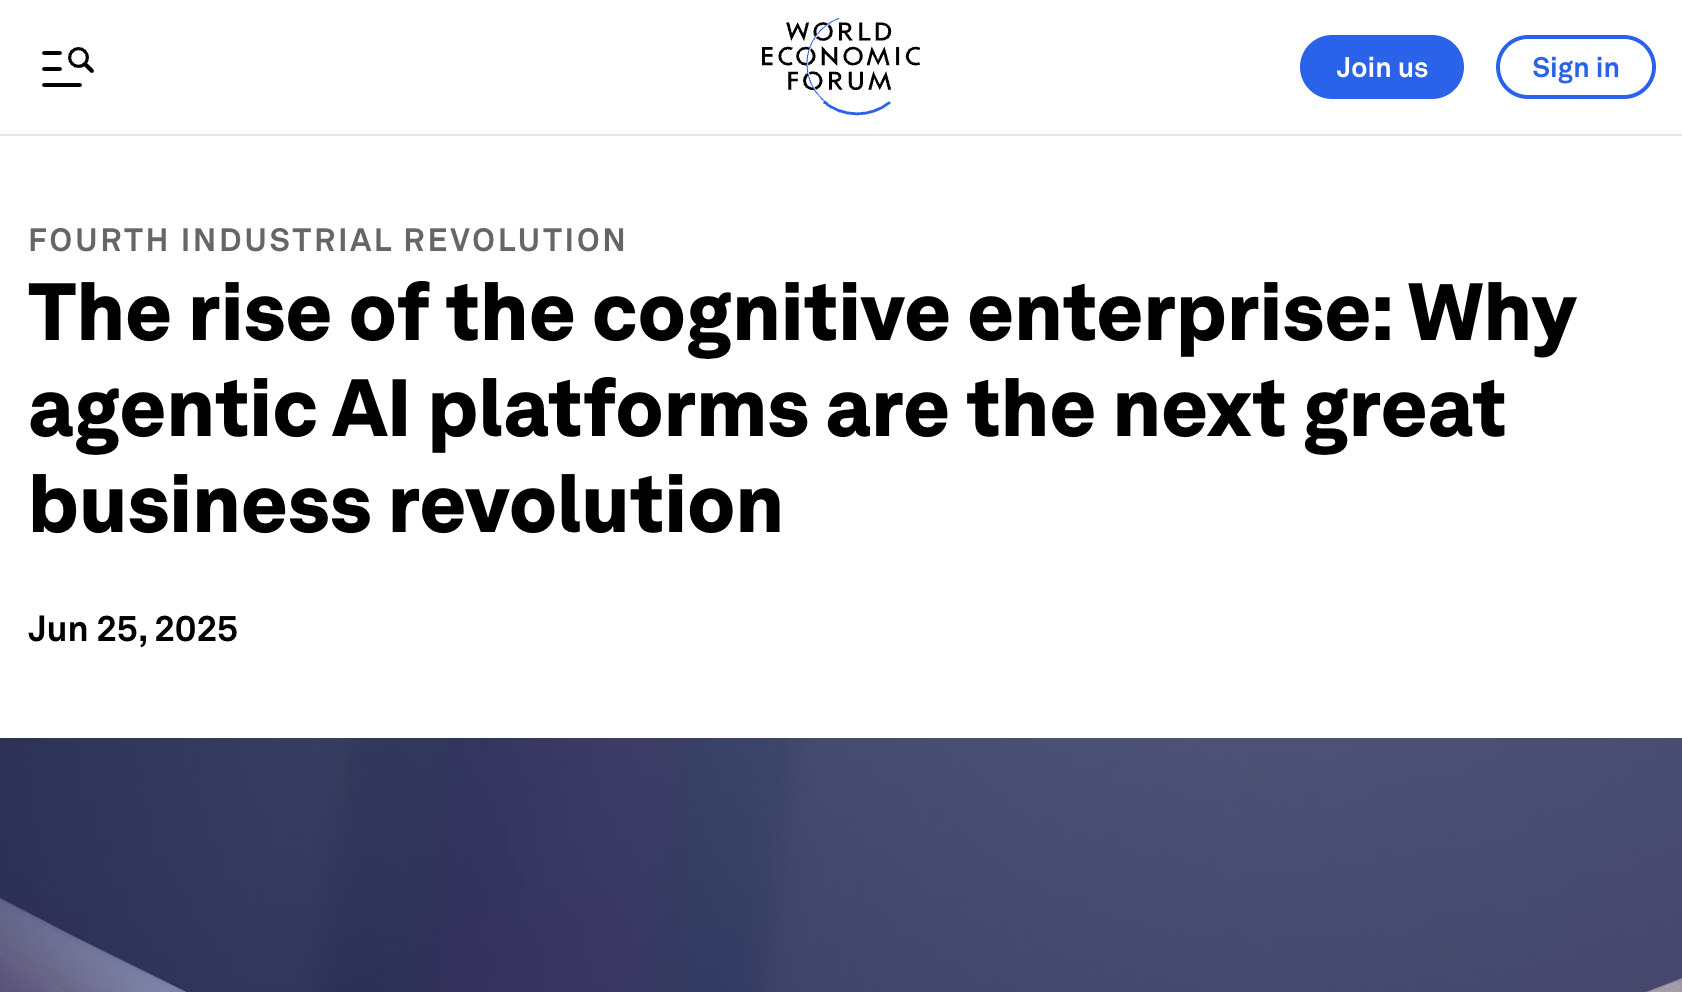 WORLD
ECONOMIC
FORUM
Join us
Sign in
FOURTH INDUSTRIAL REVOLUTION
The rise of the cognitive enterprise: Why
agentic AI platforms are the next great
business revolution
Jun 25, 2025